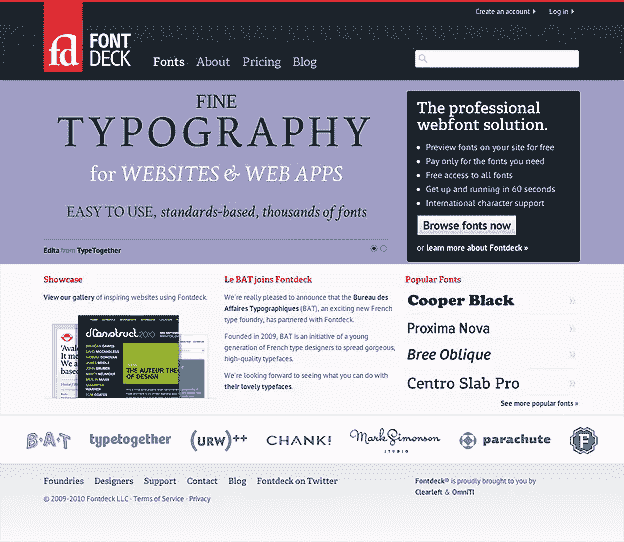 Create an account
Log in
fd FONT
DECK
Fonts About Pricing Blog
FINE
TYPOGRAPHY
for WEBSITES & WEB APPS
EASY TO USE, standards-based, thousands of fonts
Edita from TypeTogether
The professional
webfont solution.
Preview fonts on your site for free
Pay only for the fonts you need
Free access to all fonts
Get up and running in 60 seconds
International character support
Browse fonts now
or learn more about Fontdeck »
Showcase
View our gallery of inspiring websites using Fontdeck.
dConstruct 2010
THE AUTEUR THE
OF DESIGN
Le BAT joins Fontdeck
We're really pleased to announce that the Bureau des
Affaires Typographiques (BAT), an exciting new French
type foundry, has partnered with Fontdeck.
Founded in 2009, BAT is an initiative of a young
generation of French type designers to spread gorgeous,
high-quality typefaces.
We're looking forward to seeing what you can do with
their lovely typefaces.
Popular Fonts
Cooper Black
Proxima Nova
Bree Oblique
Centro Slab Pro
See more popular fonts »
B·A·T
typetogether
(URW)++
CHANK!
Mark Simonson
STUDIO
parachute
F
Foundries Designers Support Contact Blog Fontdeck on Twitter
© 2009-2010 Fontdeck LLC · Terms of Service · Privacy
Fontdeck® is proudly brought to you by
Clearleft & OmniTI